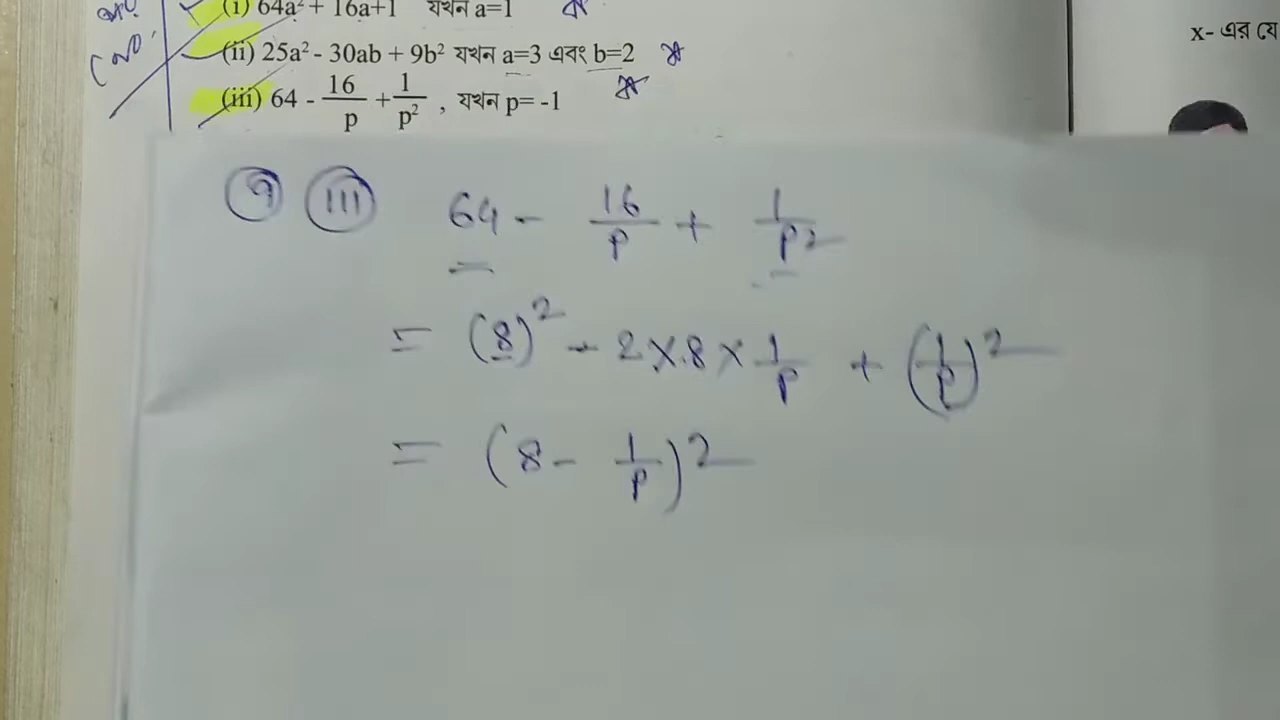 (i) 64a² + 16a+1 যখন a=1
(ii) 25a² - 30ab + 9b² যখন a=3 এবং b=2
(iii) 64 - 16/p + 1/p² , যখন p= -1
x- এর যে
৭ iii 64 - 16/p + 1/p²
= (8)² - 2×8× 1/p + (1/p)²
= (8 - 1/p)²